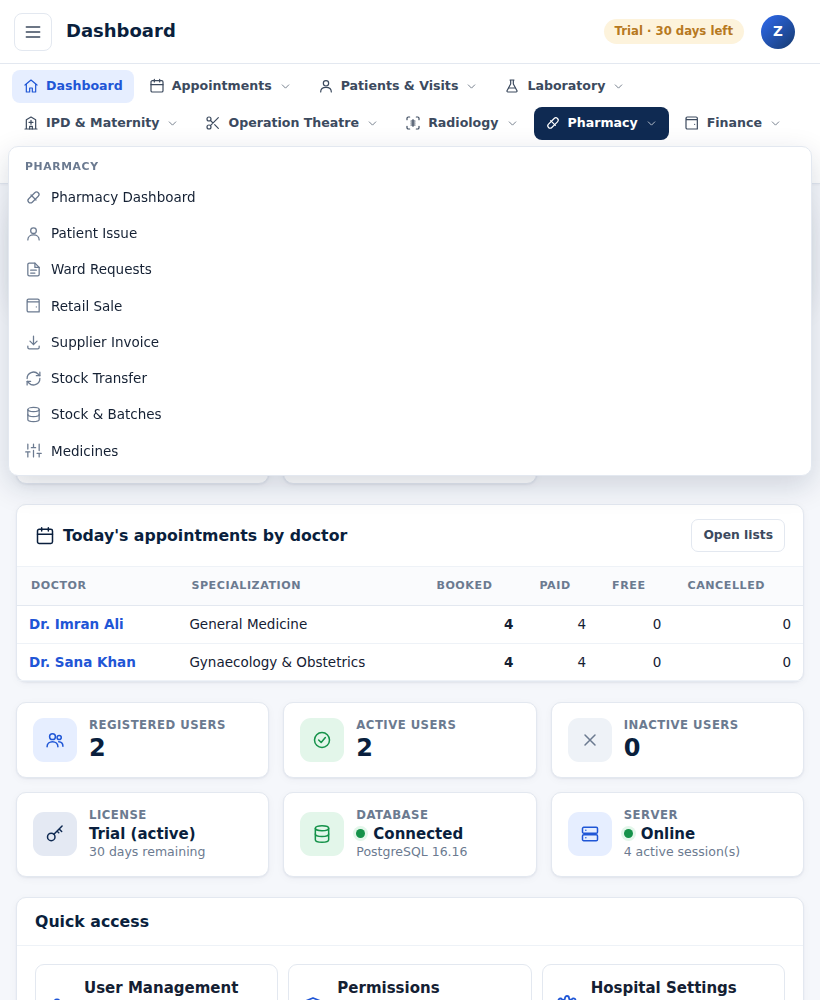 Dashboard
Trial · 30 days left
Z
Dashboard
Appointments
Patients & Visits
Laboratory
IPD & Maternity
Operation Theatre
Radiology
Pharmacy
Finance
PHARMACY
Pharmacy Dashboard
Patient Issue
Ward Requests
Retail Sale
Supplier Invoice
Stock Transfer
Stock & Batches
Medicines
Today's appointments by doctor
Open lists
DOCTOR SPECIALIZATION BOOKED PAID FREE CANCELLED
Dr. Imran Ali General Medicine 4 4 0 0
Dr. Sana Khan Gynaecology & Obstetrics 4 4 0 0
REGISTERED USERS
2
ACTIVE USERS
2
INACTIVE USERS
0
LICENSE
Trial (active)
30 days remaining
DATABASE
Connected
PostgreSQL 16.16
SERVER
Online
4 active session(s)
Quick access
User Management
Permissions
Hospital Settings